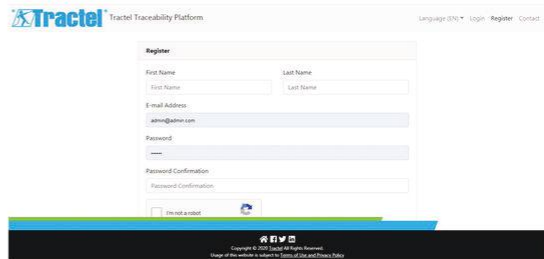 Tractel Tractel Traceability Platform Language (EN) Login Register Contact
Register
First Name Last Name
First Name Last Name
E-mail Address
admin@admin.com
Password
Password Confirmation
Password Confirmation
I'm not a robot
Copyright © 2020 Tractel All Rights Reserved.
Usage of this website is subject to Terms of Use and Privacy Policy